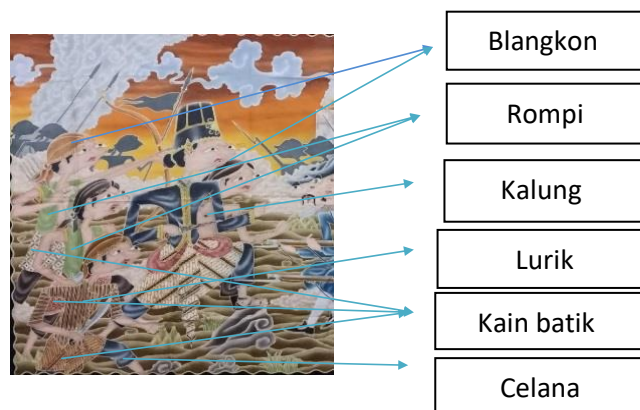 Blangkon
Rompi
Kalung
Lurik
Kain batik
Celana